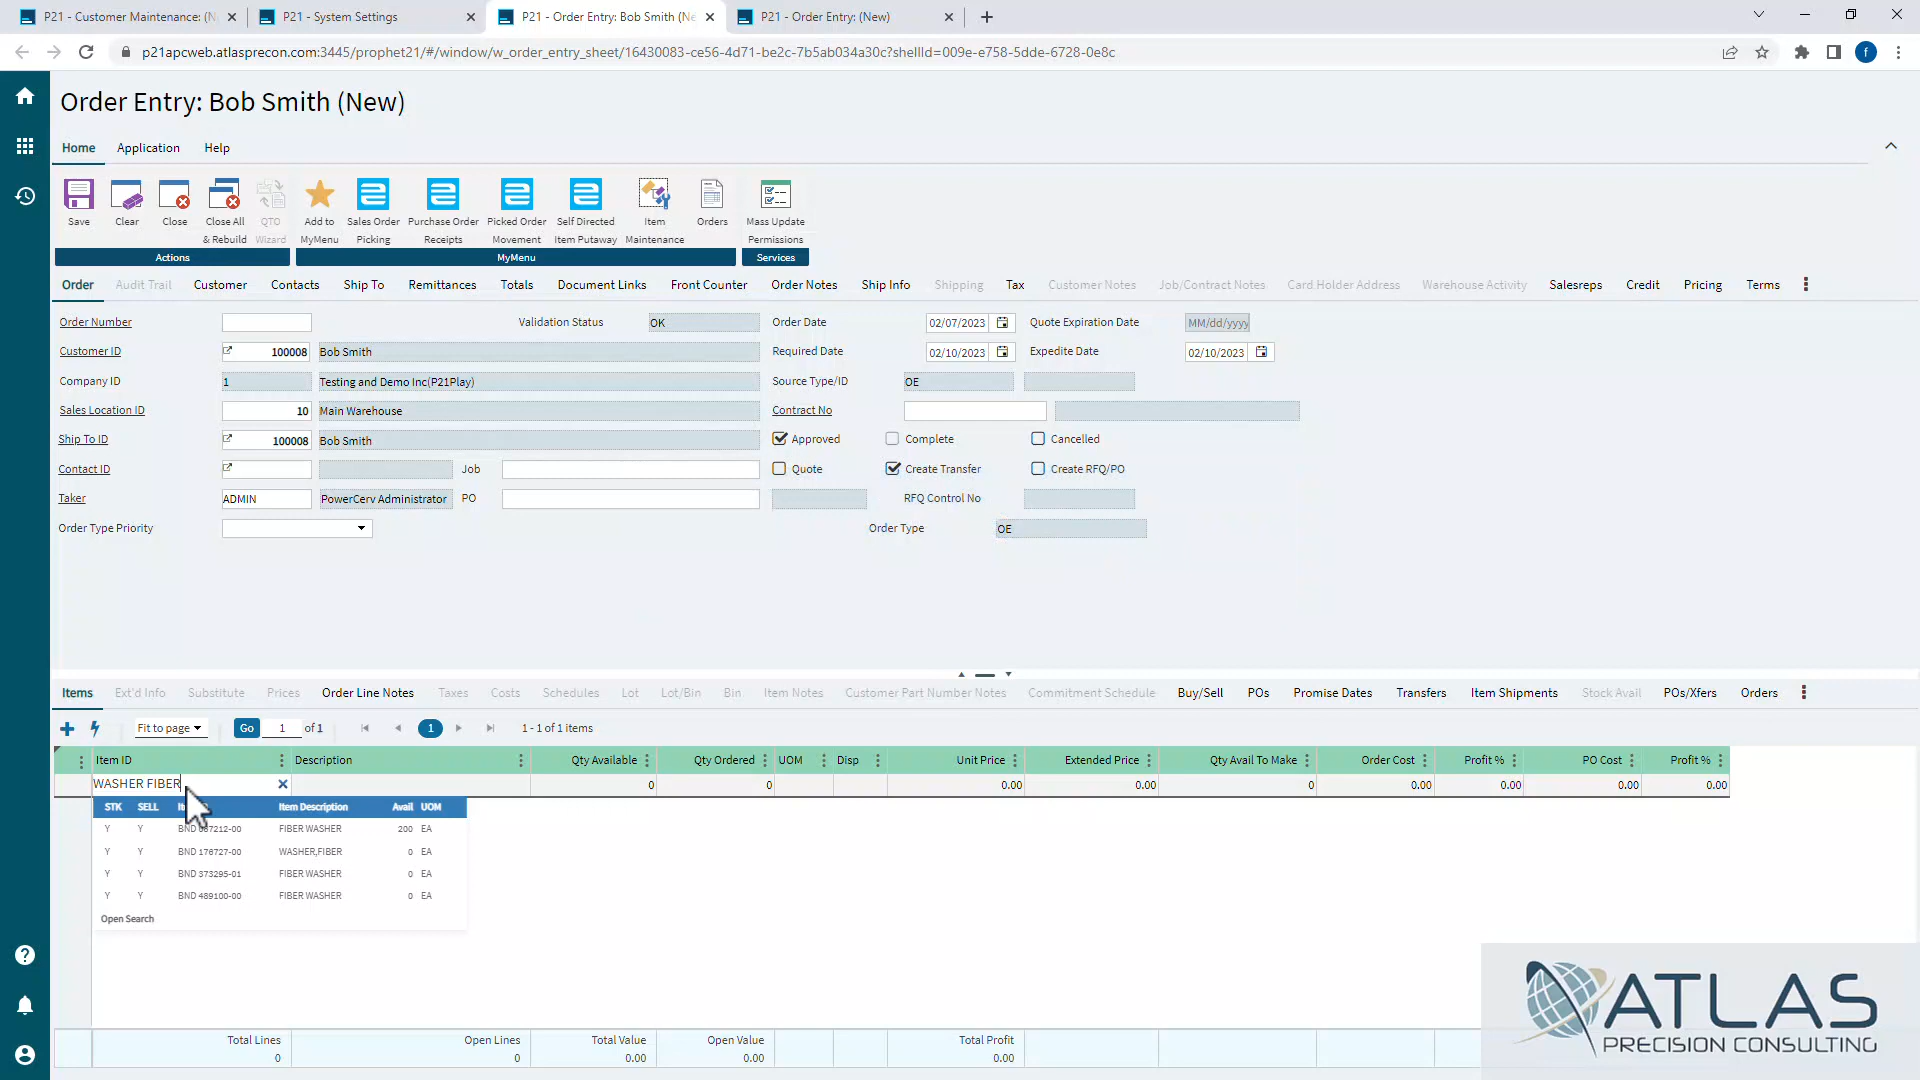 P21 - Customer Maintenance: (N
P21 - System Settings
P21 - Order Entry: Bob Smith (Ne
P21 - Order Entry: (New)
p21apcweb.atlasprecon.com:3445/prophet21/#/window/w_order_entry_sheet/16430083-ce56-4d71-be2c-7b5ab034a30c?shellId=009e-e758-5dde-6728-0e8c
f
Order Entry: Bob Smith (New)
Home Application Help
Save Clear Close Close All & Rebuild QTO Wizard Add to MyMenu Sales Order Picking Purchase Order Receipts Picked Order Movement Self Directed Item Putaway Item Maintenance Orders Mass Update Permissions
Actions MyMenu Services
Order Audit Trail Customer Contacts Ship To Remittances Totals Document Links Front Counter Order Notes Ship Info Shipping Tax Customer Notes Job/Contract Notes Card Holder Address Warehouse Activity Salesreps Credit Pricing Terms
Order Number Validation Status OK Order Date 02/07/2023 Quote Expiration Date MM/dd/yyyy
Customer ID 100008 Bob Smith Required Date 02/10/2023 Expedite Date 02/10/2023
Company ID 1 Testing and Demo Inc(P21Play) Source Type/ID OE
Sales Location ID 10 Main Warehouse Contract No
Ship To ID 100008 Bob Smith Approved Complete Cancelled
Contact ID Job Quote Create Transfer Create RFQ/PO
Taker ADMIN PowerCerv Administrator PO RFQ Control No
Order Type Priority Order Type OE
Items Ext'd Info Substitute Prices Order Line Notes Taxes Costs Schedules Lot Lot/Bin Bin Item Notes Customer Part Number Notes Commitment Schedule Buy/Sell POs Promise Dates Transfers Item Shipments Stock Avail POs/Xfers Orders
Fit to page Go 1 of 1 1 1 - 1 of 1 items
Item ID Description Qty Available Qty Ordered UOM Disp Unit Price Extended Price Qty Avail To Make Order Cost Profit % PO Cost Profit %
WASHER FIBER 0 0 0.00 0.00 0 0.00 0.00 0.00 0.00
STK SELL Item Description Avail UOM
Y Y BND 7212-00 FIBER WASHER 200 EA
Y Y BND 176727-00 WASHER,FIBER 0 EA
Y Y BND 373295-01 FIBER WASHER 0 EA
Y Y BND 489100-00 FIBER WASHER 0 EA
Open Search
Total Lines Open Lines Total Value Open Value Total Profit
0 0 0.00 0.00 0.00
ATLAS
PRECISION CONSULTING